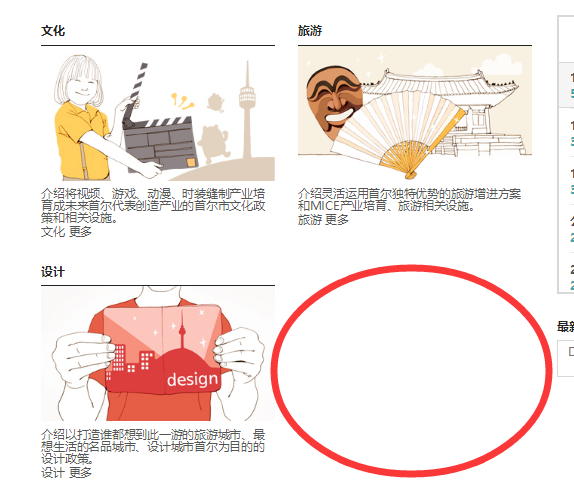 文化
旅游
介绍将视频、游戏、动漫、时装缝制产业培
育成未来首尔代表创造产业的首尔市文化政
策和相关设施。
文化 更多
介绍灵活运用首尔独特优势的旅游增进方案
和MICE产业培育、旅游相关设施。
旅游 更多
设计
design
介绍以打造谁都想到此一游的旅游城市、最
想生活的名品城市、设计城市首尔为目的的
设计政策。
设计 更多
最新